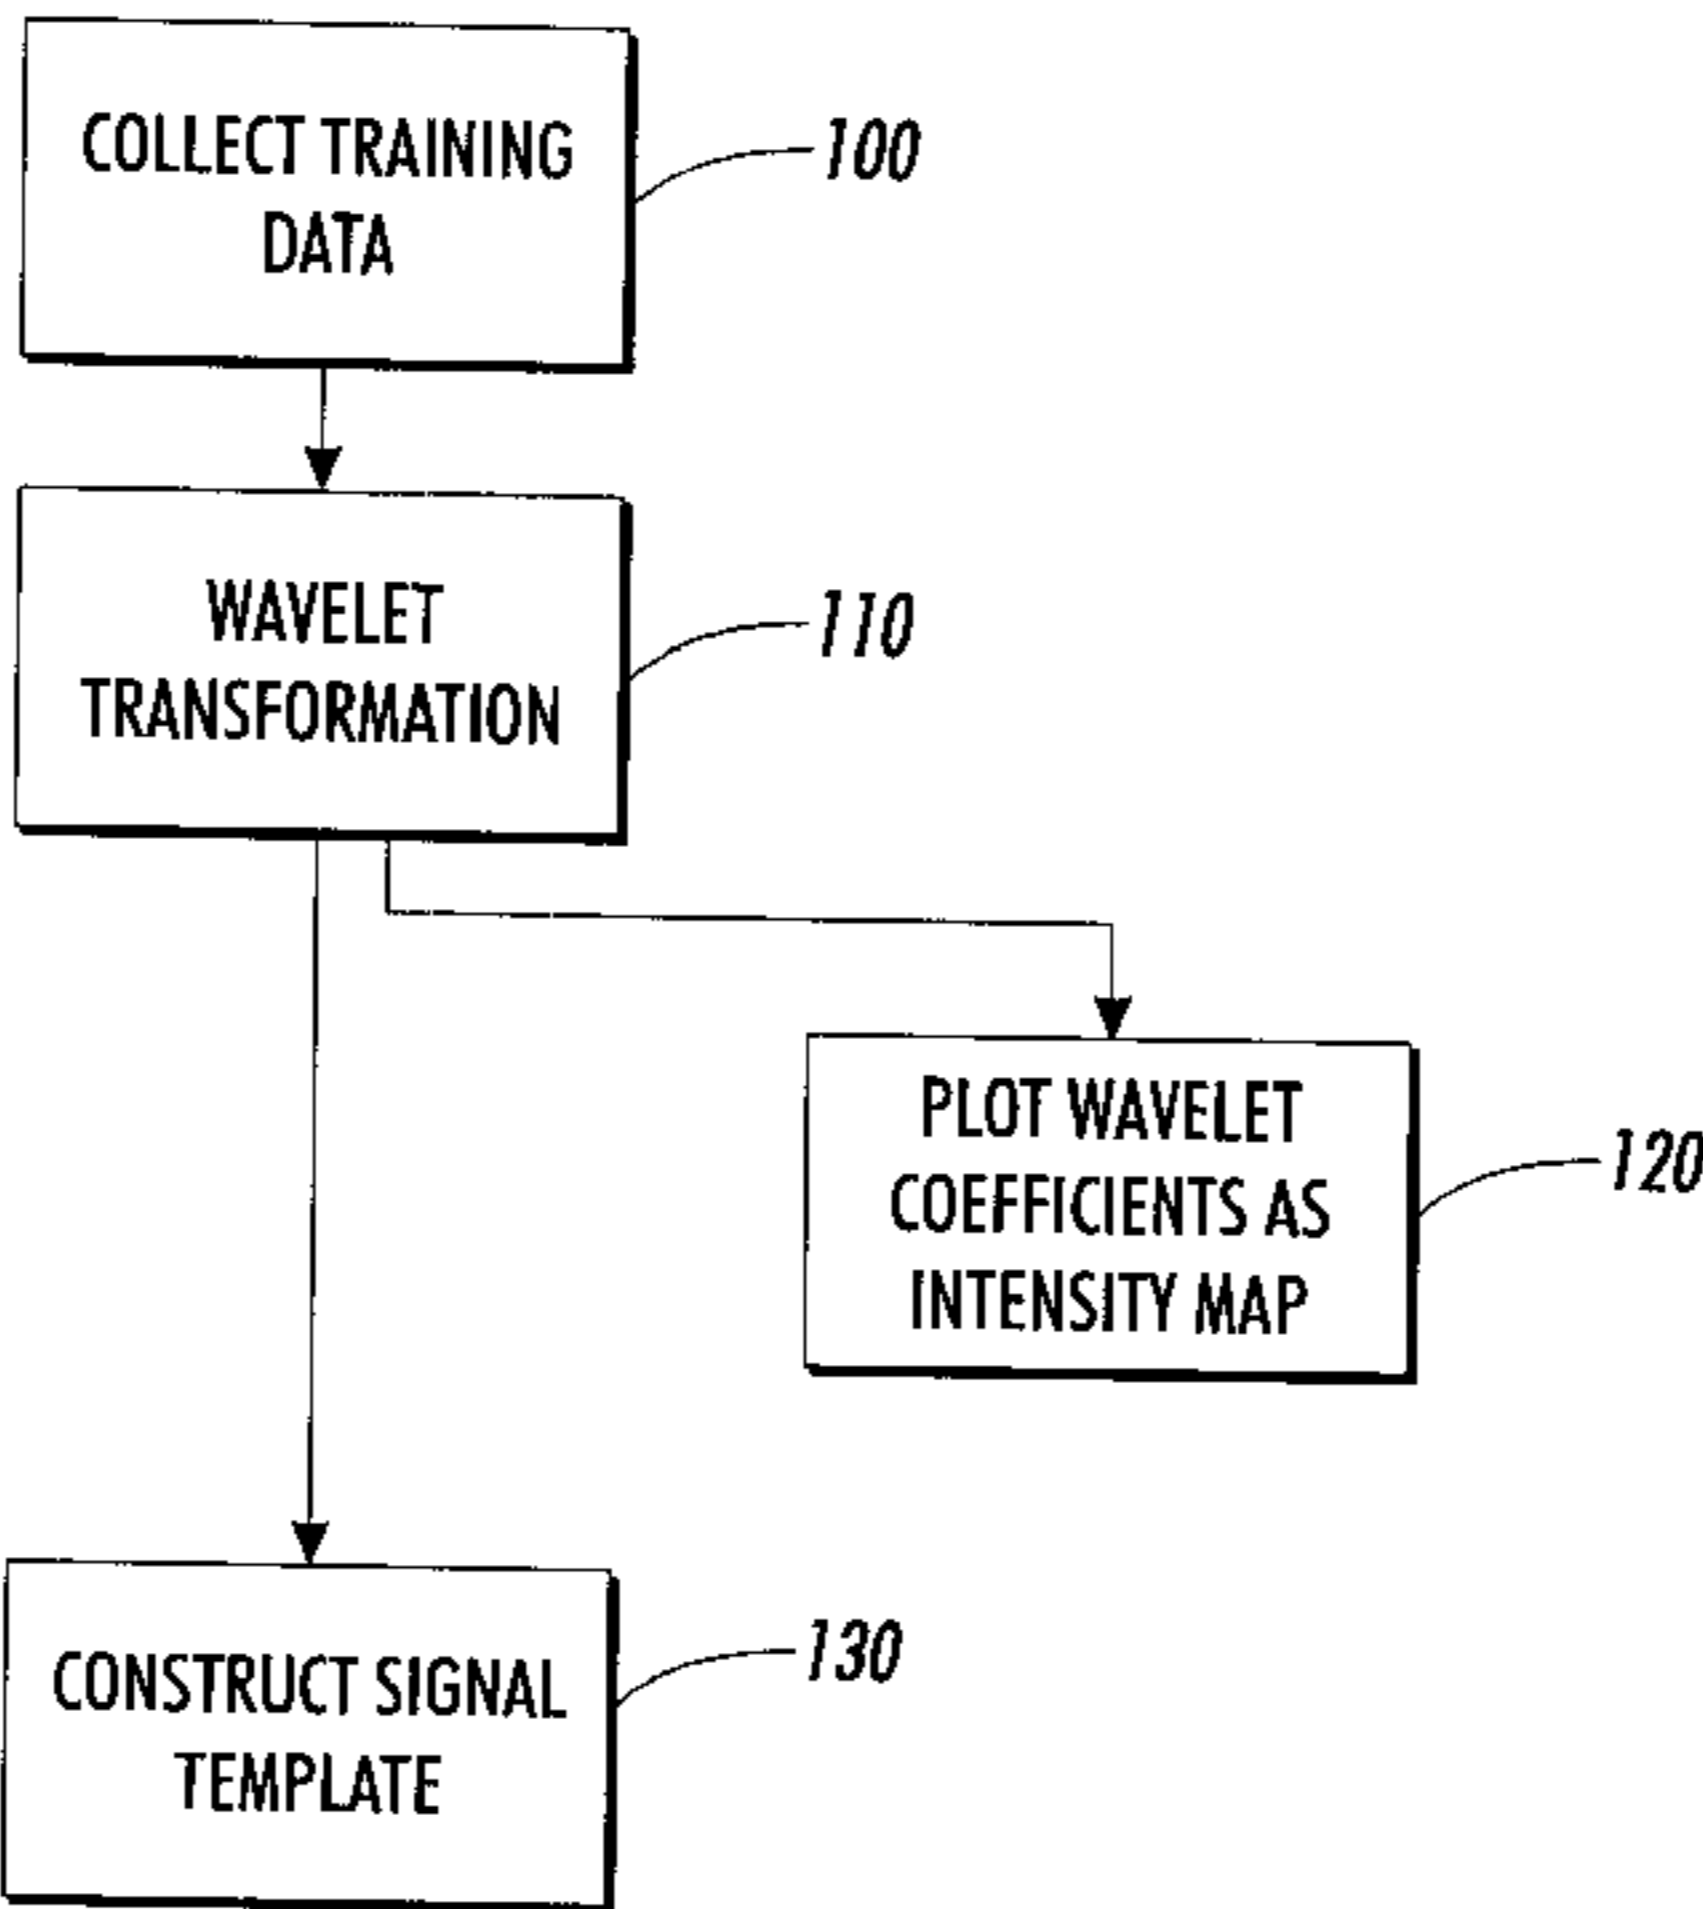 COLLECT TRAINING
DATA
100
WAVELET
TRANSFORMATION
110
PLOT WAVELET
COEFFICIENTS AS
INTENSITY MAP
120
CONSTRUCT SIGNAL
TEMPLATE
130